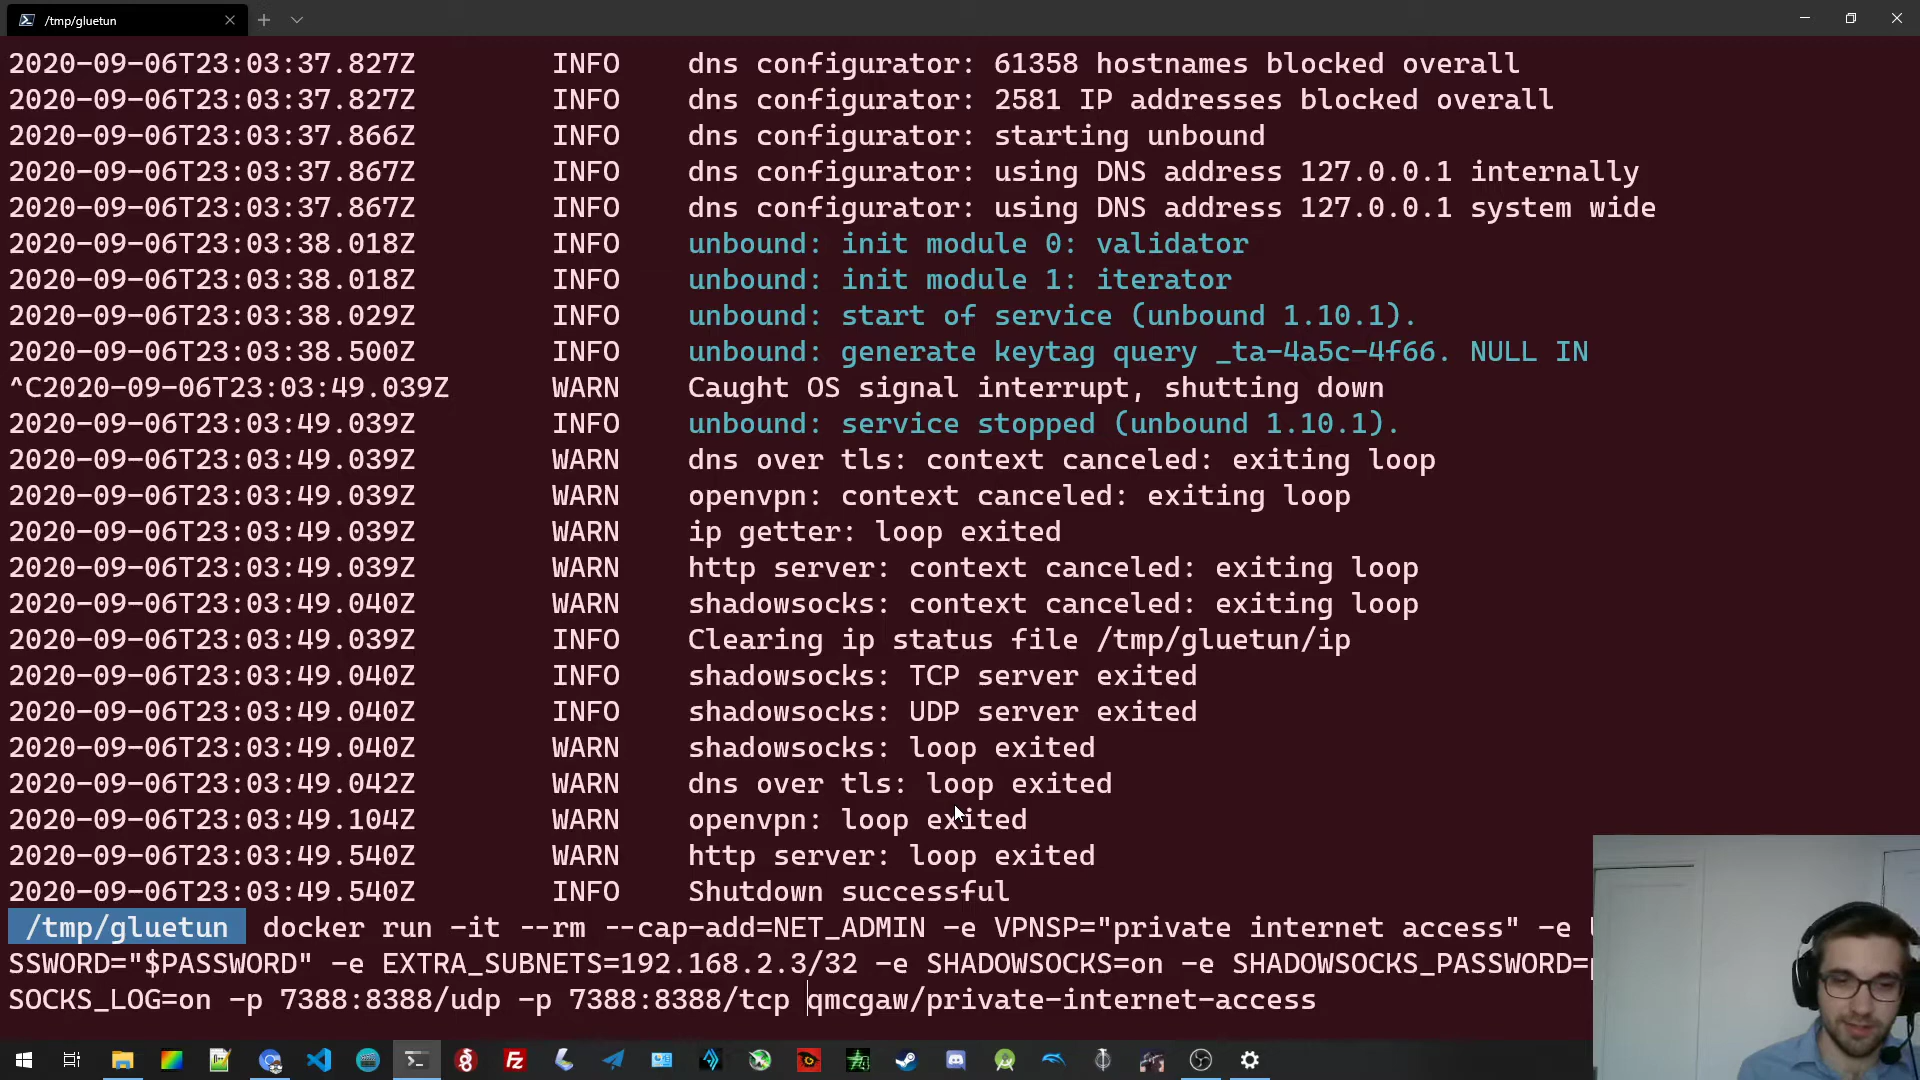 /tmp/gluetun
2020-09-06T23:03:37.827Z INFO dns configurator: 61358 hostnames blocked overall
2020-09-06T23:03:37.827Z INFO dns configurator: 2581 IP addresses blocked overall
2020-09-06T23:03:37.866Z INFO dns configurator: starting unbound
2020-09-06T23:03:37.867Z INFO dns configurator: using DNS address 127.0.0.1 internally
2020-09-06T23:03:37.867Z INFO dns configurator: using DNS address 127.0.0.1 system wide
2020-09-06T23:03:38.018Z INFO unbound: init module 0: validator
2020-09-06T23:03:38.018Z INFO unbound: init module 1: iterator
2020-09-06T23:03:38.029Z INFO unbound: start of service (unbound 1.10.1).
2020-09-06T23:03:38.500Z INFO unbound: generate keytag query _ta-4a5c-4f66. NULL IN
^C2020-09-06T23:03:49.039Z WARN Caught OS signal interrupt, shutting down
2020-09-06T23:03:49.039Z INFO unbound: service stopped (unbound 1.10.1).
2020-09-06T23:03:49.039Z WARN dns over tls: context canceled: exiting loop
2020-09-06T23:03:49.039Z WARN openvpn: context canceled: exiting loop
2020-09-06T23:03:49.039Z WARN ip getter: loop exited
2020-09-06T23:03:49.039Z WARN http server: context canceled: exiting loop
2020-09-06T23:03:49.040Z WARN shadowsocks: context canceled: exiting loop
2020-09-06T23:03:49.039Z INFO Clearing ip status file /tmp/gluetun/ip
2020-09-06T23:03:49.040Z INFO shadowsocks: TCP server exited
2020-09-06T23:03:49.040Z INFO shadowsocks: UDP server exited
2020-09-06T23:03:49.040Z WARN shadowsocks: loop exited
2020-09-06T23:03:49.042Z WARN dns over tls: loop exited
2020-09-06T23:03:49.104Z WARN openvpn: loop exited
2020-09-06T23:03:49.540Z WARN http server: loop exited
2020-09-06T23:03:49.540Z INFO Shutdown successful
/tmp/gluetun docker run -it --rm --cap-add=NET_ADMIN -e VPNSP="private internet access" -e
SSWORD="$PASSWORD" -e EXTRA_SUBNETS=192.168.2.3/32 -e SHADOWSOCKS=on -e SHADOWSOCKS_PASSWORD=
SOCKS_LOG=on -p 7388:8388/udp -p 7388:8388/tcp qmcgaw/private-internet-access